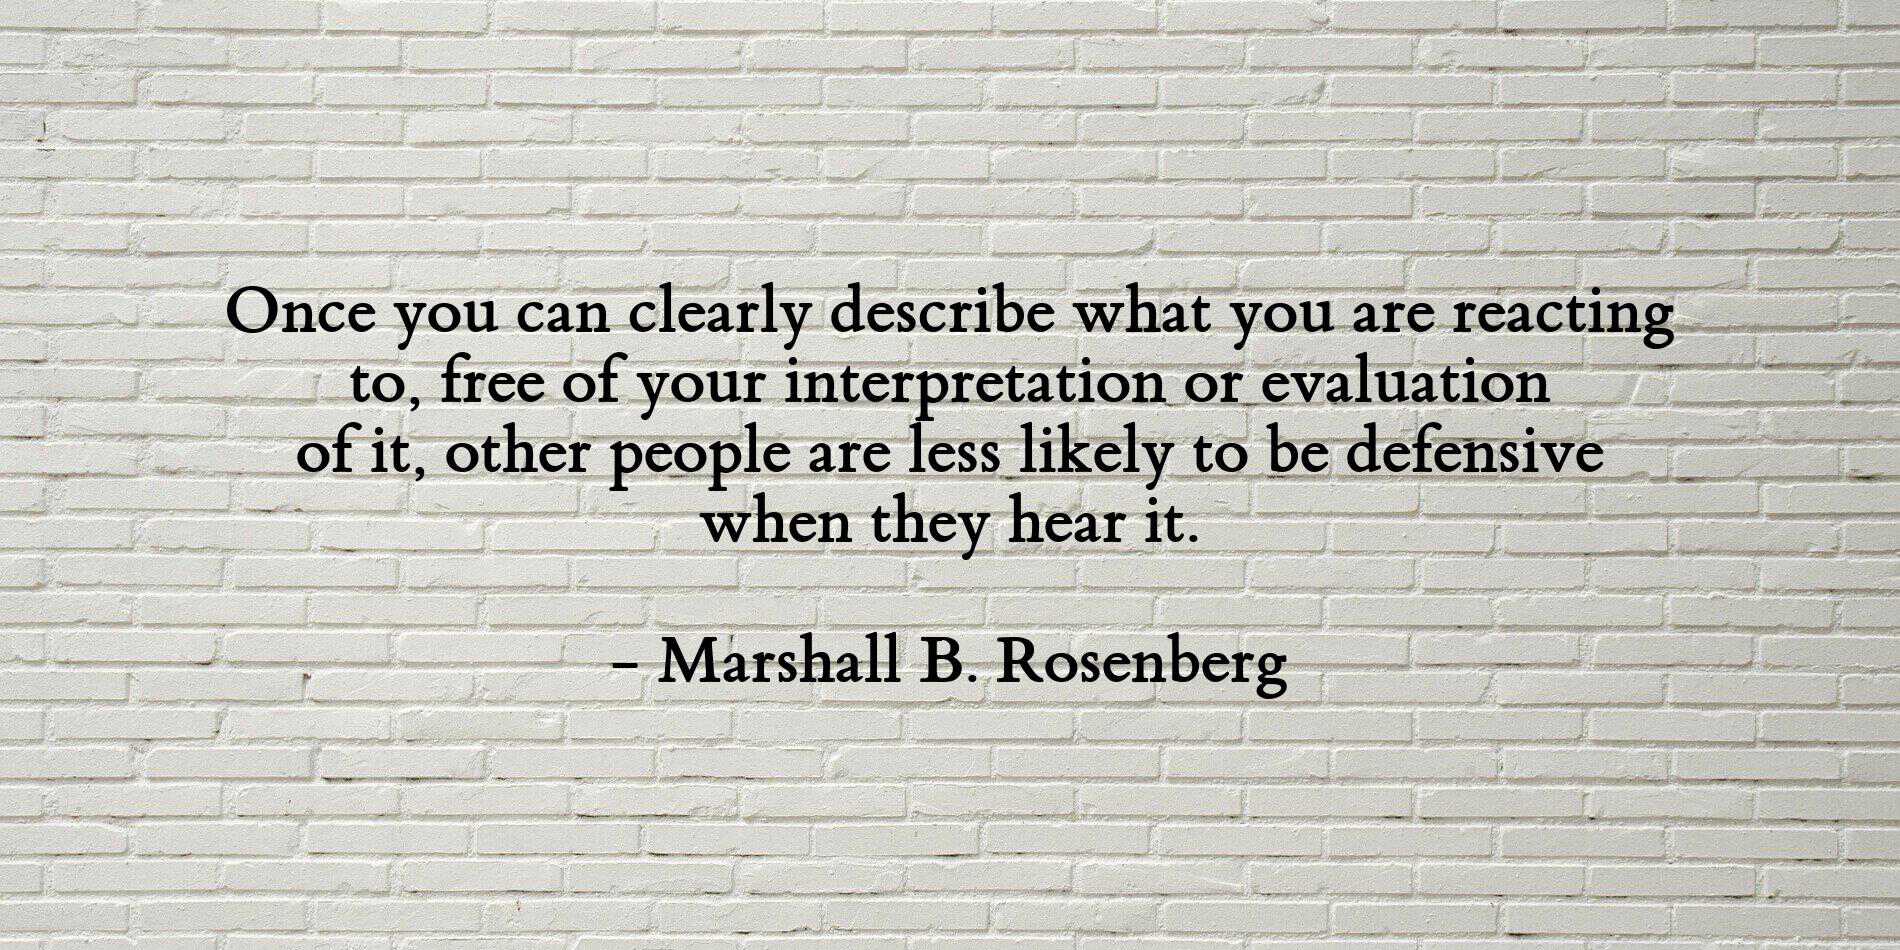 Once you can clearly describe what you are reacting
to, free of your interpretation or evaluation
of it, other people are less likely to be defensive
when they hear it.
- Marshall B. Rosenberg